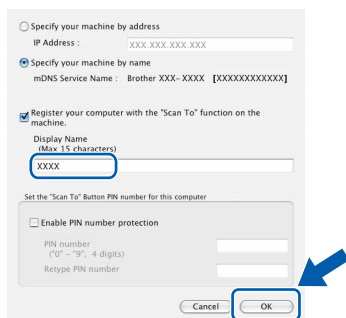 Specify your machine by address
IP Address : XXX.XXX.XXX.XXX
Specify your machine by name
mDNS Service Name : Brother XXX- XXXX [XXXXXXXXXXXX]
Register your computer with the "Scan To" function on the
machine.
Display Name
(Max 15 characters)
XXXX
Set the "Scan To" Button PIN number for this computer
Enable PIN number protection
PIN number
("0" – "9", 4 digits)
Retype PIN number
Cancel OK